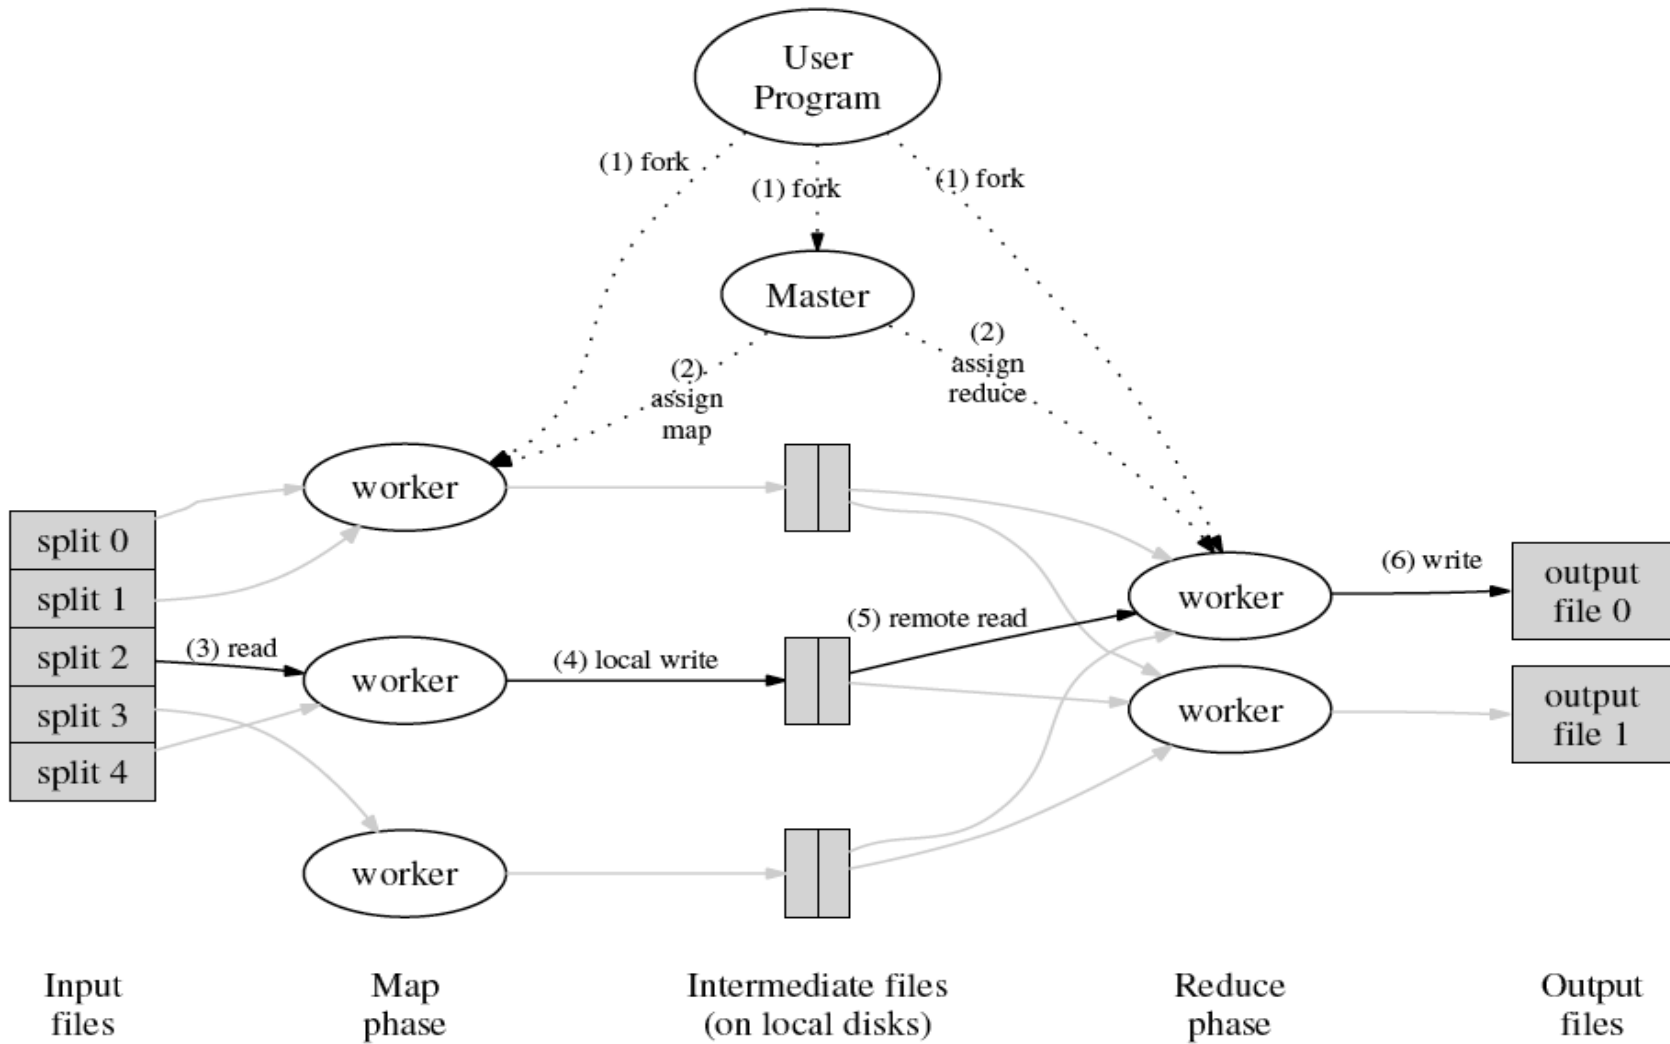 User
Program
(1) fork
(1) fork
(1) fork
Master
(2)
assign
map
(2)
assign
reduce
worker
split 0
split 1
split 2
split 3
split 4
(3) read
worker
(4) local write
(5) remote read
worker
(6) write
output
file 0
worker
output
file 1
worker
Input
files
Map
phase
Intermediate files
(on local disks)
Reduce
phase
Output
files